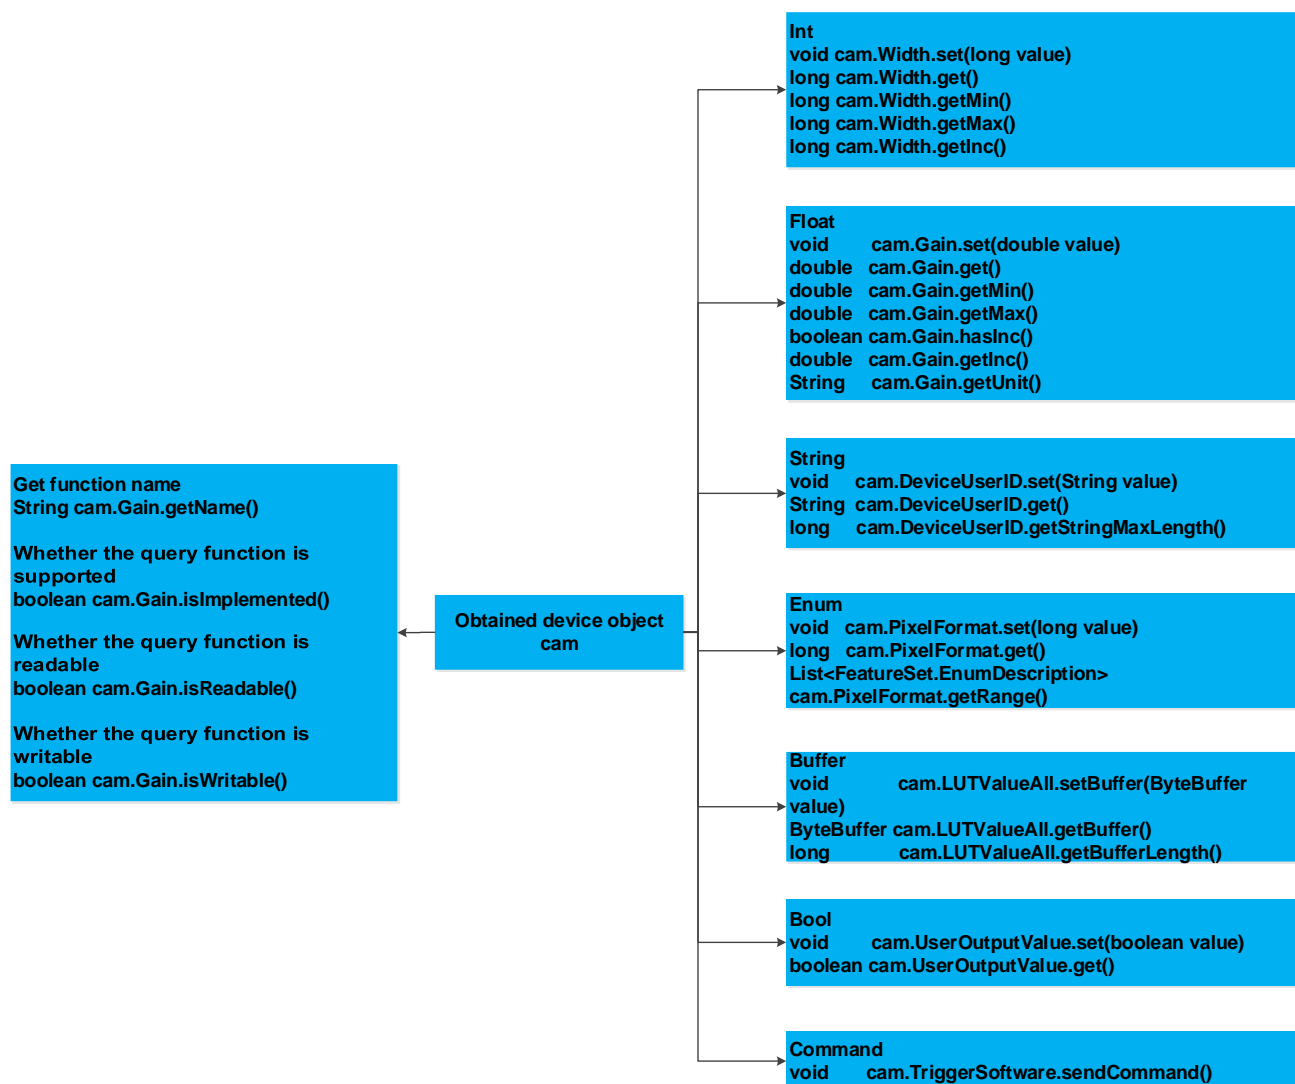 Int
void cam.Width.set(long value)
long cam.Width.get()
long cam.Width.getMin()
long cam.Width.getMax()
long cam.Width.getInc()
Float
void cam.Gain.set(double value)
double cam.Gain.get()
double cam.Gain.getMin()
double cam.Gain.getMax()
boolean cam.Gain.hasInc()
double cam.Gain.getInc()
String cam.Gain.getUnit()
String
void cam.DeviceUserID.set(String value)
String cam.DeviceUserID.get()
long cam.DeviceUserID.getStringMaxLength()
Get function name
String cam.Gain.getName()
Whether the query function is
supported
boolean cam.Gain.isImplemented()
Whether the query function is
readable
boolean cam.Gain.isReadable()
Whether the query function is
writable
boolean cam.Gain.isWritable()
Obtained device object
cam
Enum
void cam.PixelFormat.set(long value)
long cam.PixelFormat.get()
List<FeatureSet.EnumDescription>
cam.PixelFormat.getRange()
Buffer
void cam.LUTValueAll.setBuffer(ByteBuffer
value)
ByteBuffer cam.LUTValueAll.getBuffer()
long cam.LUTValueAll.getBufferLength()
Bool
void cam.UserOutputValue.set(boolean value)
boolean cam.UserOutputValue.get()
Command
void cam.TriggerSoftware.sendCommand()